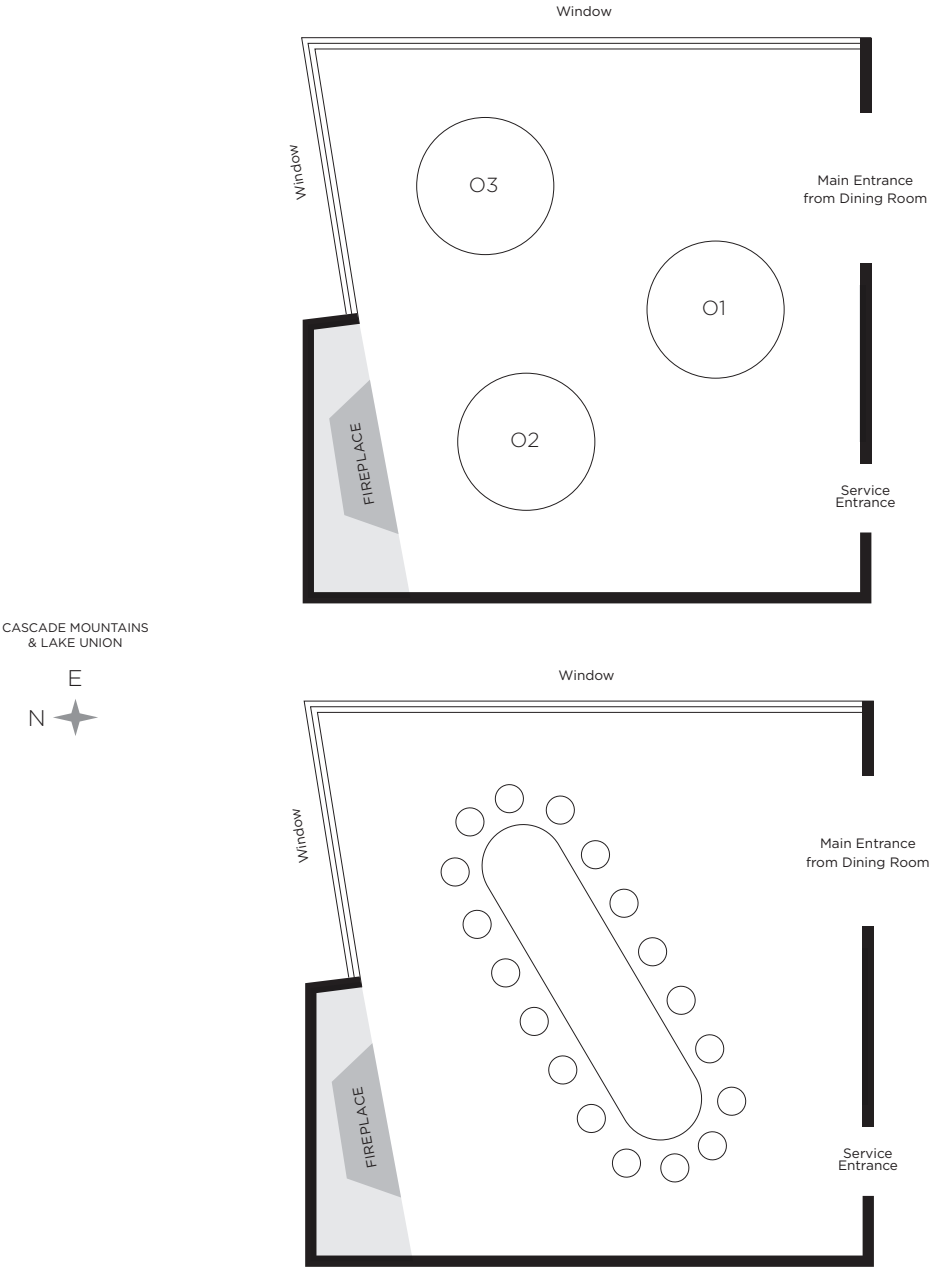 Window
Window
O3
Main Entrance
from Dining Room
O1
O2
FIREPLACE
Service
Entrance
CASCADE MOUNTAINS
& LAKE UNION
E
N
Window
Window
Main Entrance
from Dining Room
FIREPLACE
Service
Entrance